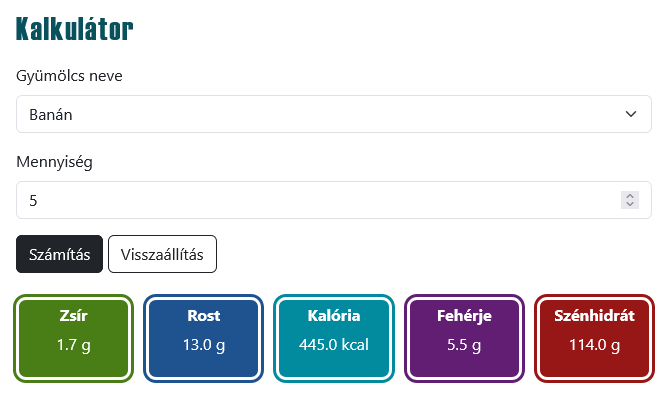 Kalkulátor
Gyümölcs neve
Banán
Mennyiség
5
Számítás Visszaállítás
Zsír Rost Kalória Fehérje Szénhidrát
1.7 g 13.0 g 445.0 kcal 5.5 g 114.0 g